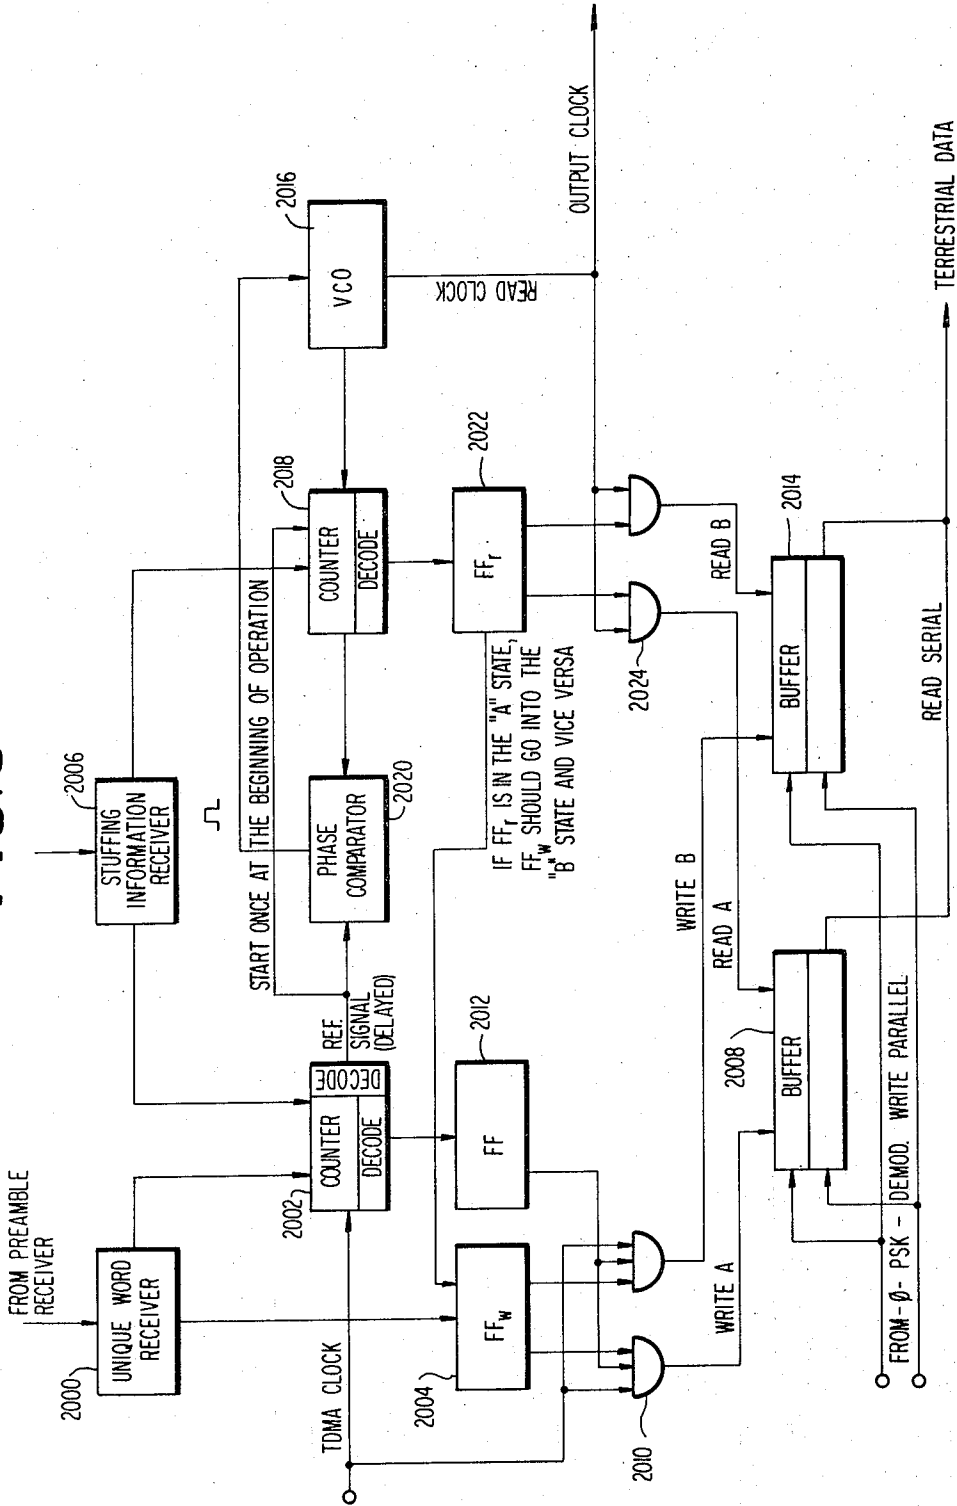 FROM PREAMBLE
RECEIVER
2000
UNIQUE WORD
RECEIVER
2006
STUFFING
INFORMATION
RECEIVER
TDMA CLOCK
2002
COUNTER
DECODE
DECODE
REF.
SIGNAL
(DELAYED)
START ONCE AT THE BEGINNING OF OPERATION
PHASE
COMPARATOR
2020
2018
COUNTER
DECODE
2016
VCO
READ CLOCK
OUTPUT CLOCK
2004
FFw
2012
FF
2022
FFr
IF FFr IS IN THE "A" STATE,
FFw SHOULD GO INTO THE
"B" STATE AND VICE VERSA
2010
2024
WRITE A
WRITE B
READ A
READ B
2008
BUFFER
2014
BUFFER
FROM-Ø-PSK-DEMOD. WRITE PARALLEL
READ SERIAL
TERRESTRIAL DATA